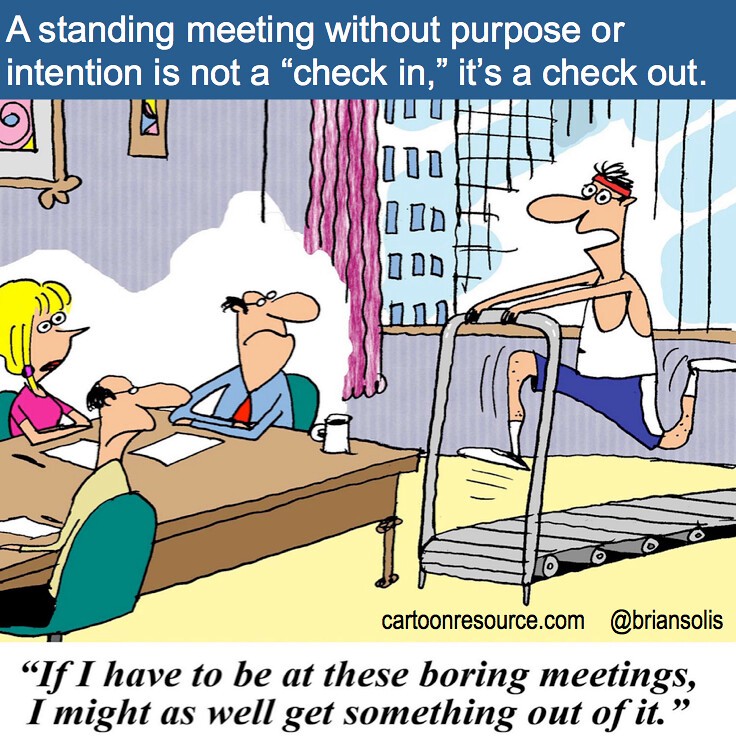 A standing meeting without purpose or
intention is not a “check in,” it’s a check out.
cartoonresource.com @briansolis
“If I have to be at these boring meetings,
I might as well get something out of it.”